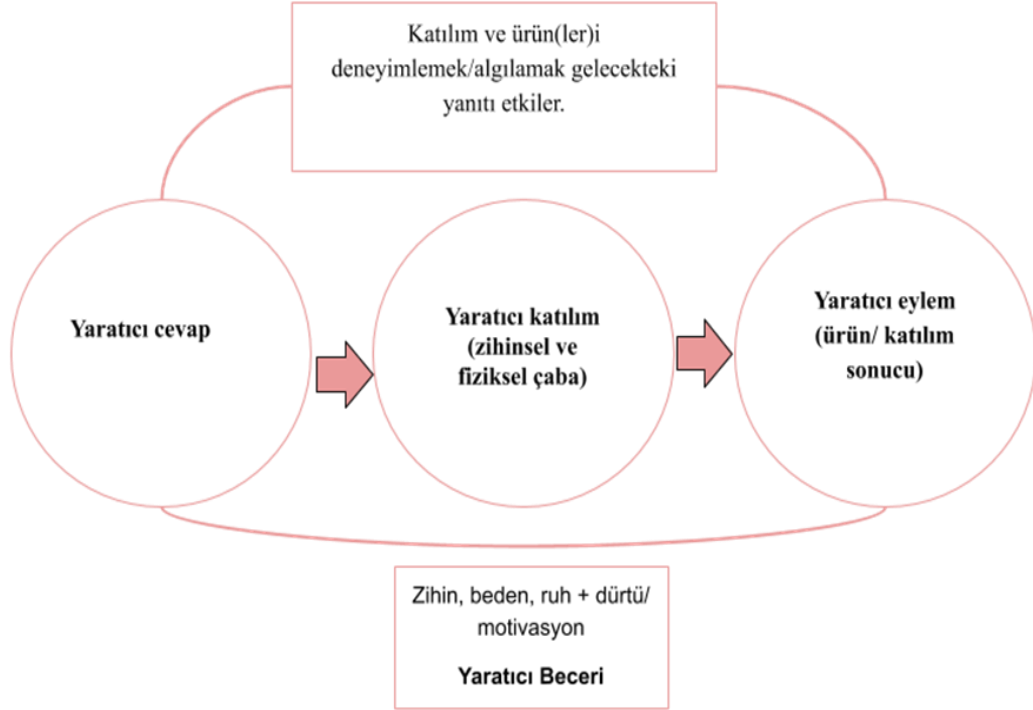 Katılım ve ürün(ler)i
deneyimlemek/algılamak gelecekteki
yanıtı etkiler.
Yaratıcı cevap
Yaratıcı katılım
(zihinsel ve
fiziksel çaba)
Yaratıcı eylem
(ürün/ katılım
sonucu)
Zihin, beden, ruh + dürtü/
motivasyon
Yaratıcı Beceri